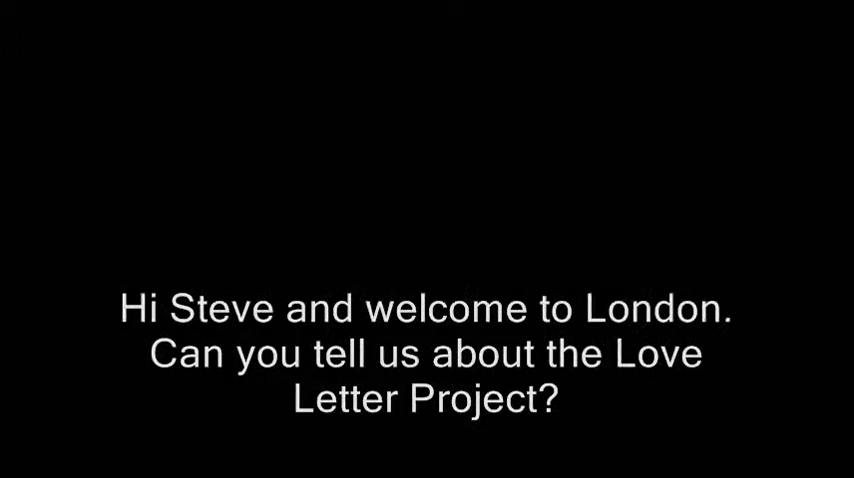 Hi Steve and welcome to London.
Can you tell us about the Love
Letter Project?